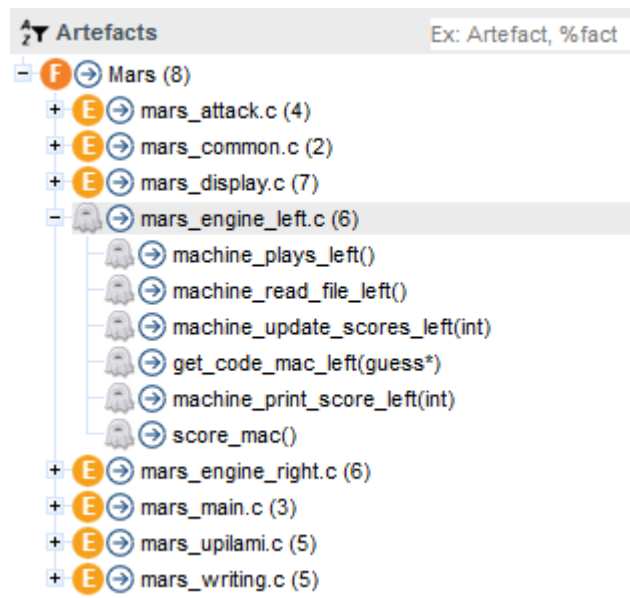 A Z Artefacts Ex: Artefact, %fact
F Mars (8)
E mars_attack.c (4)
E mars_common.c (2)
E mars_display.c (7)
mars_engine_left.c (6)
machine_plays_left()
machine_read_file_left()
machine_update_scores_left(int)
get_code_mac_left(guess*)
machine_print_score_left(int)
score_mac()
E mars_engine_right.c (6)
E mars_main.c (3)
E mars_upilami.c (5)
E mars_writing.c (5)